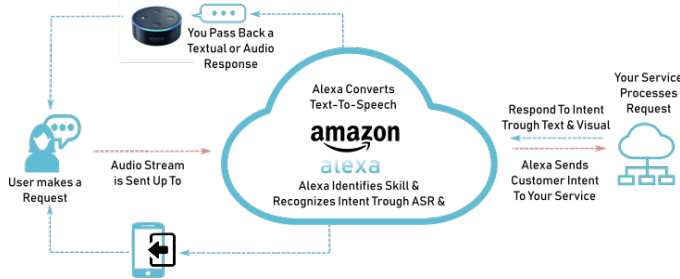 You Pass Back a
Textual or Audio
Response
Alexa Converts
Text-To-Speech
amazon
alexa
Alexa Identifies Skill &
Recognizes Intent Trough ASR &
User makes a
Request
Audio Stream
is Sent Up To
Respond To Intent
Trough Text & Visual
Alexa Sends
Customer Intent
To Your Service
Your Service
Processes
Request